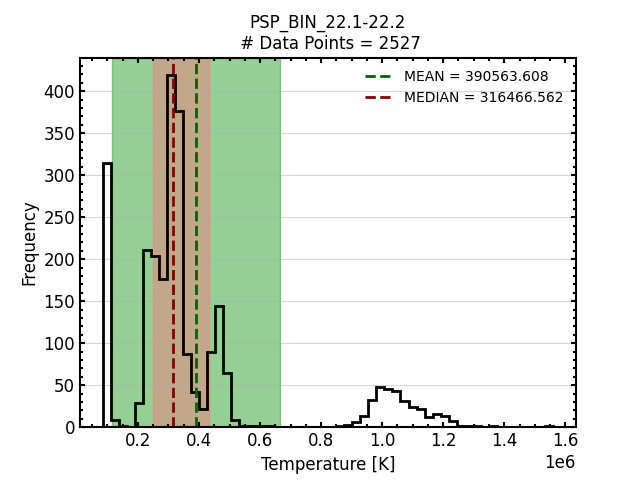 PSP_BIN_22.1-22.2
# Data Points = 2527
MEAN = 390563.608
MEDIAN = 316466.562
Frequency
400
350
300
250
200
150
100
50
0
0.2 0.4 0.6 0.8 1.0 1.2 1.4 1.6
1e6
Temperature [K]